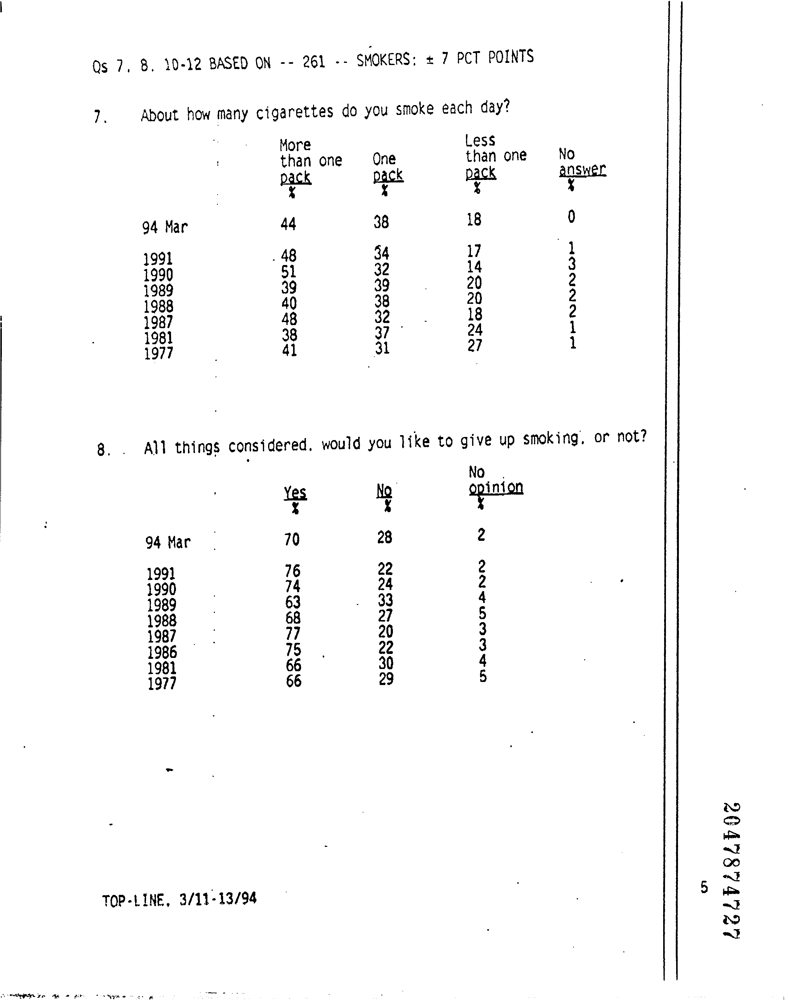 Qs 7, 8, 10-12 BASED ON -- 261 -- SMOKERS; ± 7 PCT POINTS
7. About how many cigarettes do you smoke each day?
More Less
than one One than one No
pack pack pack answer
% % % %
94 Mar 44 38 18 0
1991 48 34 17 1
1990 51 32 14 3
1989 39 39 20 2
1988 40 38 20 2
1987 48 32 18 2
1981 38 37 24 1
1977 41 31 27 1
8. All things considered, would you like to give up smoking, or not?
No
Yes No opinion
% % %
94 Mar 70 28 2
1991 76 22 2
1990 74 24 2
1989 63 33 4
1988 68 27 5
1987 77 20 3
1986 75 22 3
1981 66 30 4
1977 66 29 5
TOP-LINE, 3/11-13/94
5
2047874727